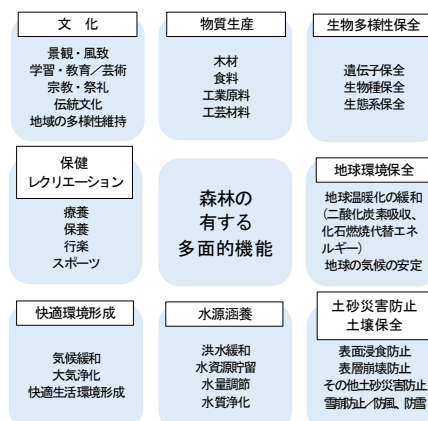 文 化
景観・風致
学習・教育／芸術
宗教・祭礼
伝統文化
地域の多様性維持
物質生産
木材
食料
工業原料
工芸材料
生物多様性保全
遺伝子保全
生物種保全
生態系保全
保健
レクリエーション
療養
保養
行楽
スポーツ
森林の
有する
多面的機能
地球環境保全
地球温暖化の緩和
(二酸化炭素吸収、
化石燃焼代替エネ
ルギー)
地球の気候の安定
快適環境形成
気候緩和
大気浄化
快適生活環境形成
水源涵養
洪水緩和
水資源貯留
水量調節
水質浄化
土砂災害防止
土壌保全
表面浸食防止
表層崩壊防止
その他土砂災害防止
雪崩防止／防風、防雪